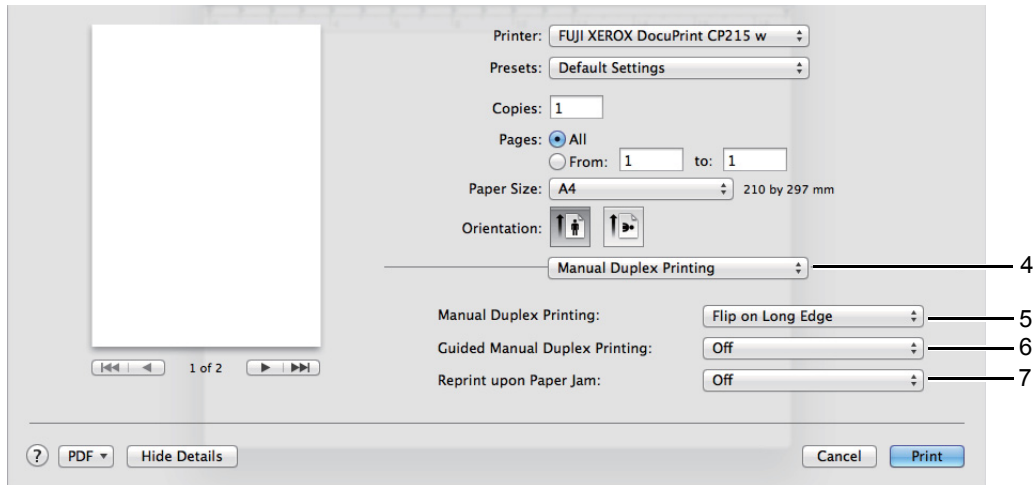 Printer: FUJI XEROX DocuPrint CP215 w
Presets: Default Settings
Copies: 1
Pages: All
From: 1 to: 1
Paper Size: A4 210 by 297 mm
Orientation:
Manual Duplex Printing 4
Manual Duplex Printing: Flip on Long Edge 5
Guided Manual Duplex Printing: Off 6
Reprint upon Paper Jam: Off 7
1 of 2
? PDF Hide Details Cancel Print